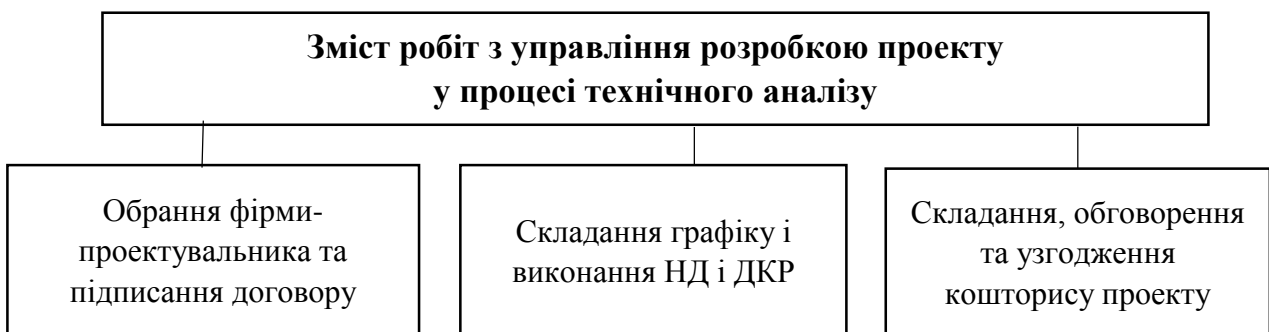 Зміст робіт з управління розробкою проекту
у процесі технічного аналізу
Обрання фірми-
проектувальника та
підписання договору
Складання графіку і
виконання НД і ДКР
Складання, обговорення
та узгодження
кошторису проекту